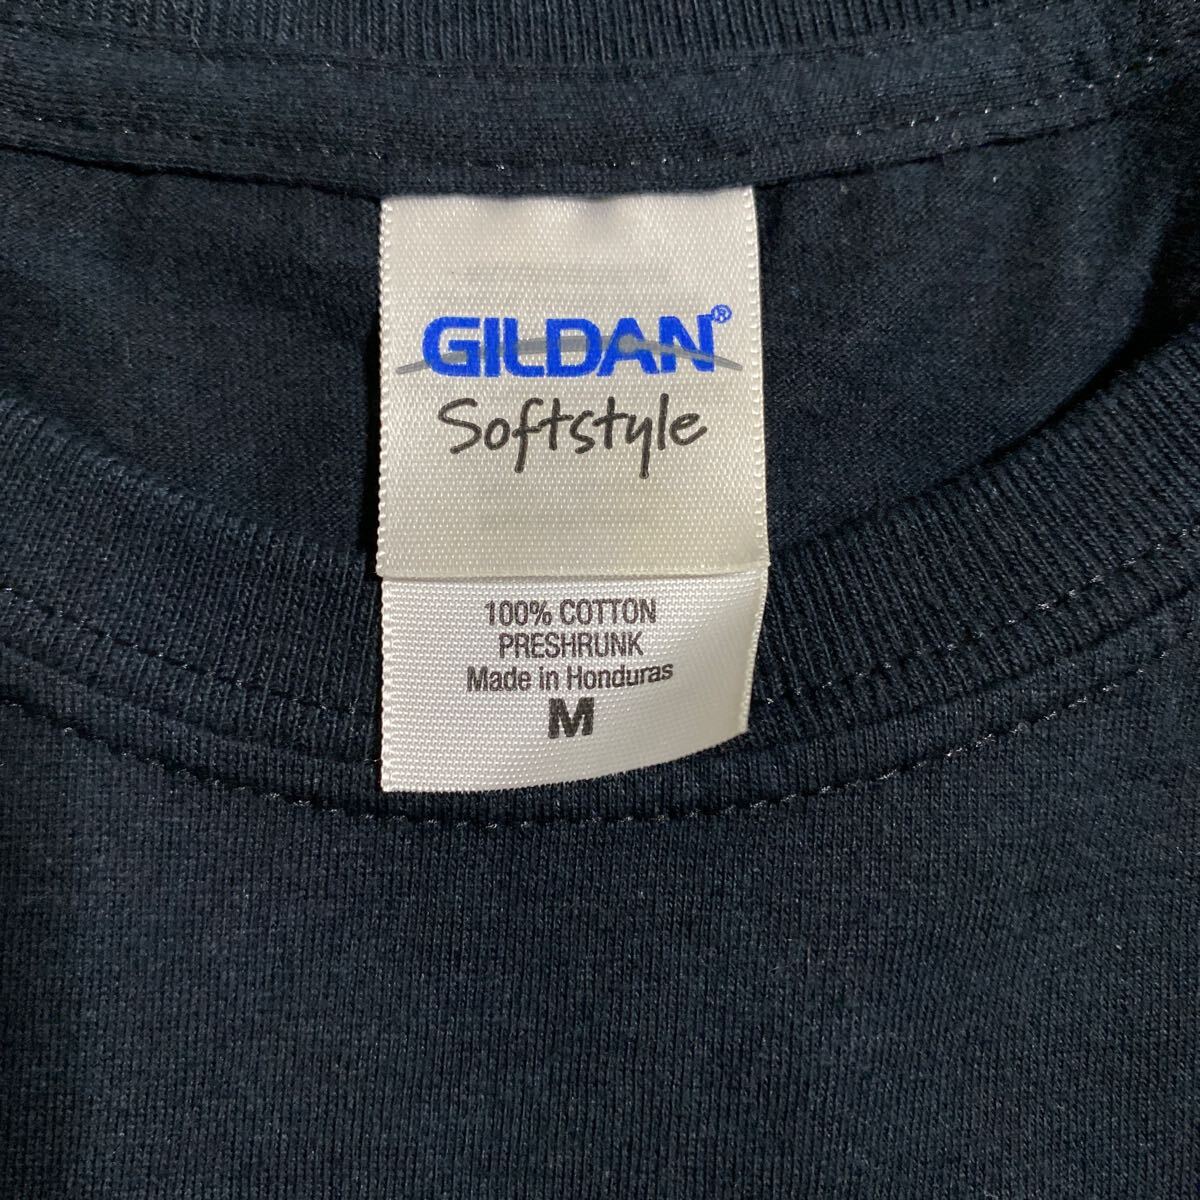 GILDAN®
Softstyle
100% COTTON
PRESHRUNK
Made in Honduras
M